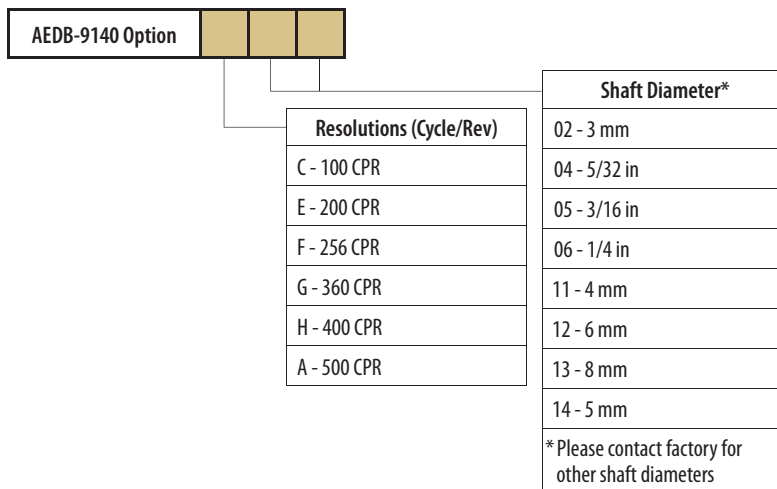 AEDB-9140 Option
Resolutions (Cycle/Rev)
C - 100 CPR
E - 200 CPR
F - 256 CPR
G - 360 CPR
H - 400 CPR
A - 500 CPR
Shaft Diameter*
02 - 3 mm
04 - 5/32 in
05 - 3/16 in
06 - 1/4 in
11 - 4 mm
12 - 6 mm
13 - 8 mm
14 - 5 mm
* Please contact factory for
other shaft diameters